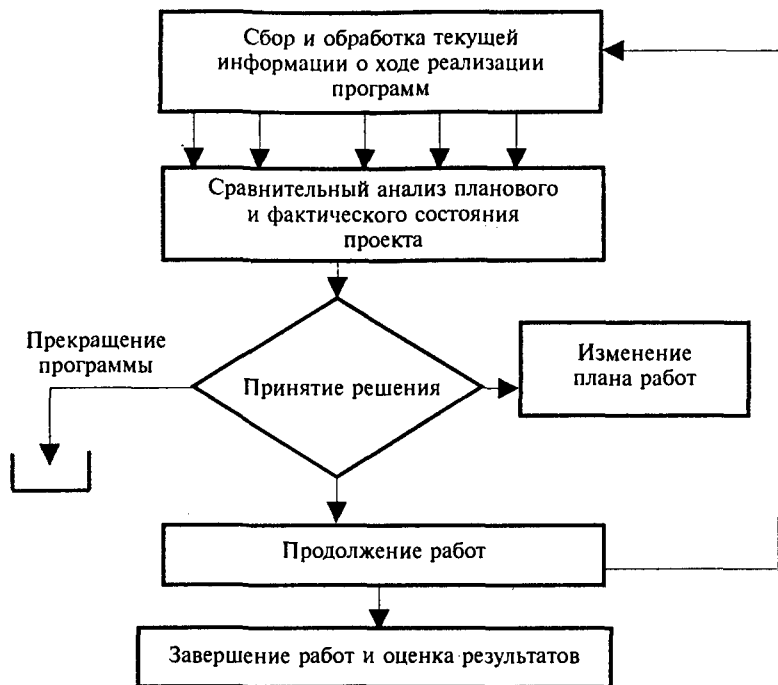 Сбор и обработка текущей
информации о ходе реализации
программ
Сравнительный анализ планового
и фактического состояния
проекта
Прекращение
программы
Принятие решения
Изменение
плана работ
Продолжение работ
Завершение работ и оценка результатов